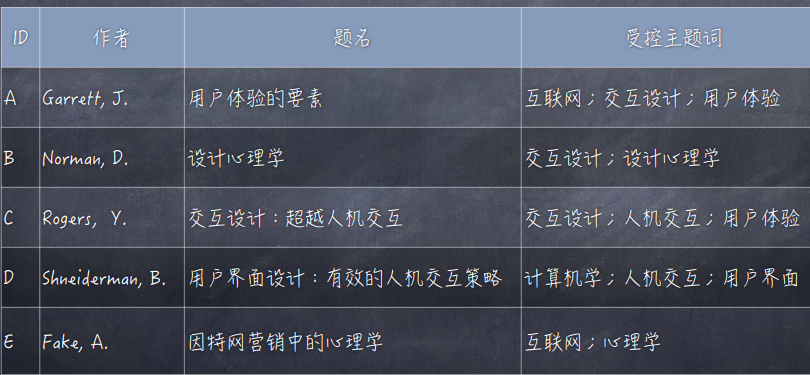 ID 作者 题名 受控主题词
A Garrett, J. 用户体验的要素 互联网；交互设计；用户体验
B Norman, D. 设计心理学 交互设计；设计心理学
C Rogers, Y. 交互设计：超越人机交互 交互设计；人机交互；用户体验
D Shneiderman, B. 用户界面设计：有效的人机交互策略 计算机学；人机交互；用户界面
E Fake, A. 因特网营销中的心理学 互联网；心理学